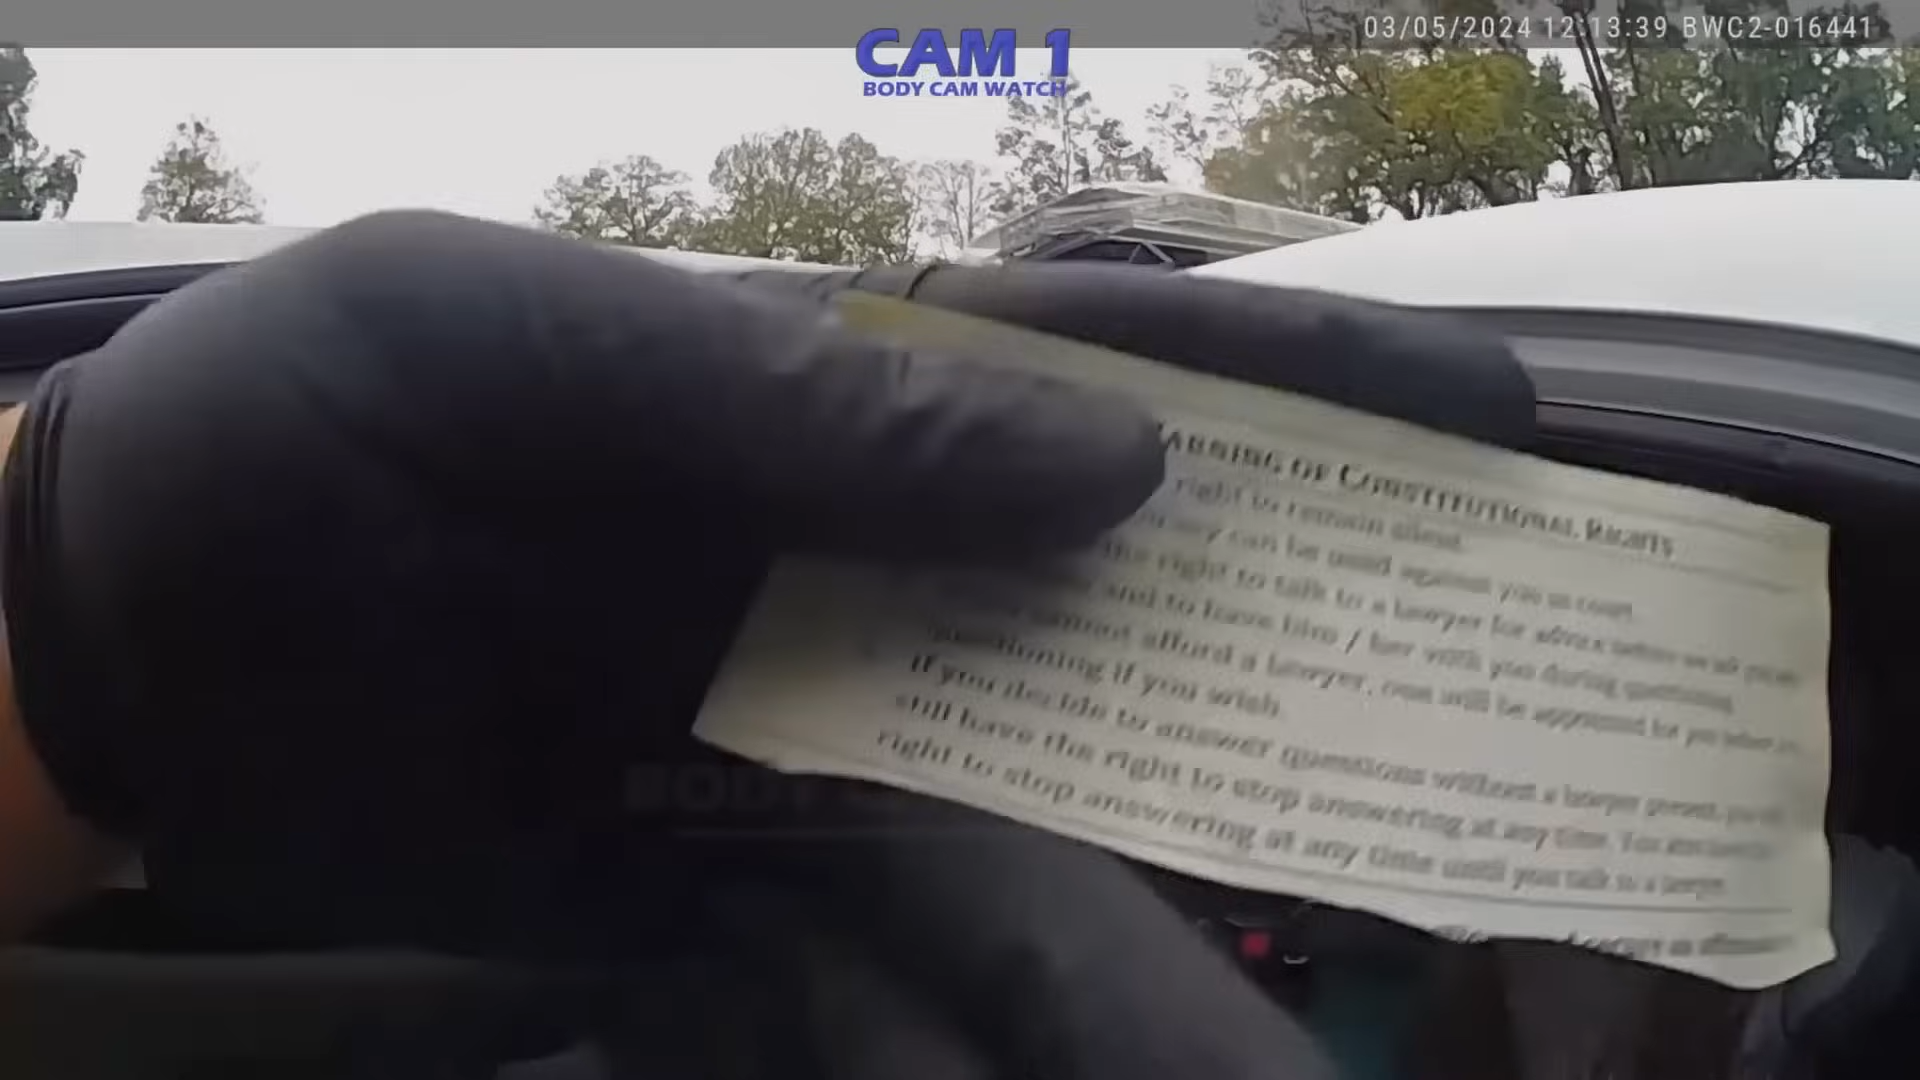 03/05/2024 12:13:39 BWC2-016441
CAM 1
BODY CAM WATCH
WARNING OF CONSTITUTIONAL RIGHTS
right to remain silent.
say can be used against you in court.
the right to talk to a lawyer for advice before we ask
and to have him / her with you during questioning.
cannot afford a lawyer, one will be appointed for you before
questioning if you wish.
If you decide to answer questions without a lawyer present, you
still have the right to stop answering at any time. You also have the
right to stop answering at any time until you talk to a lawyer.
BODY